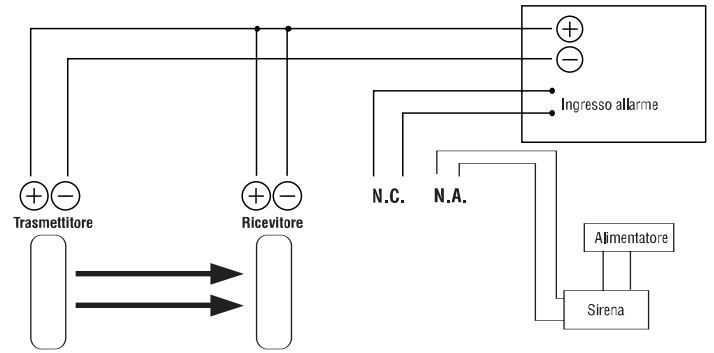 +
−
Ingresso allarme
+ −
+ −
N.C.
N.A.
Trasmettitore
Ricevitore
Alimentatore
Sirena